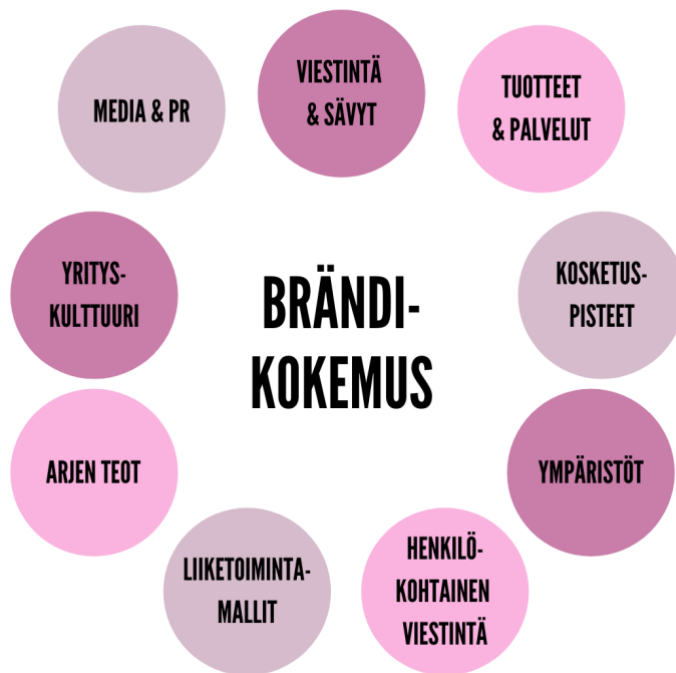 MEDIA & PR
VIESTINTÄ
& SÄVYT
TUOTTEET
& PALVELUT
YRITYS-
KULTTUURI
BRÄNDI-
KOKEMUS
KOSKETUS-
PISTEET
ARJEN TEOT
YMPÄRISTÖT
LIIKETOIMINTA-
MALLIT
HENKILÖ-
KOHTAINEN
VIESTINTÄ